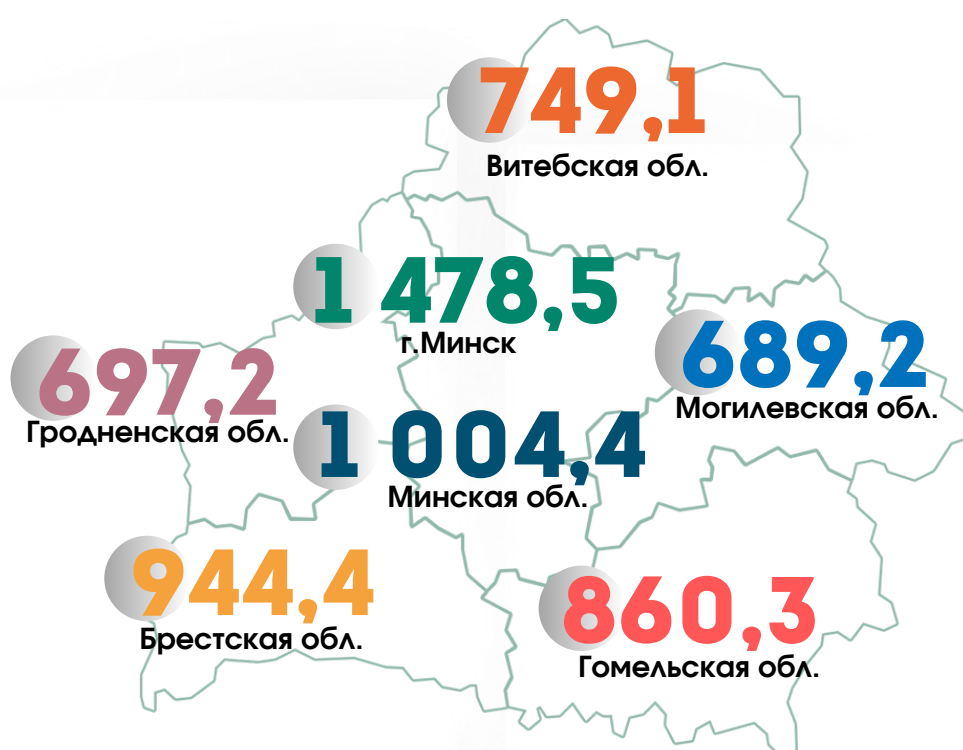 749,1
Витебская обл.
1 478,5
г.Минск
689,2
Могилевская обл.
697,2
Гродненская обл.
1 004,4
Минская обл.
944,4
Брестская обл.
860,3
Гомельская обл.